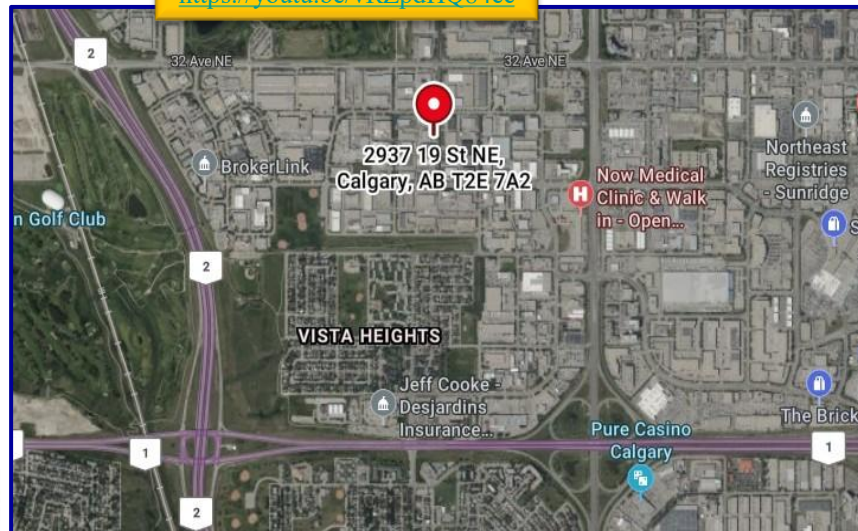 2
32 Ave NE
32 Ave NE
2937 19 St NE,
Calgary, AB T2E 7A2
BrokerLink
Northeast
Registries
- Sunridge
Now Medical
Clinic & Walk
in - Open...
n Golf Club
S
2
VISTA HEIGHTS
Jeff Cooke -
Desjardins
Insurance...
The Brick
Pure Casino
Calgary
1
1
2